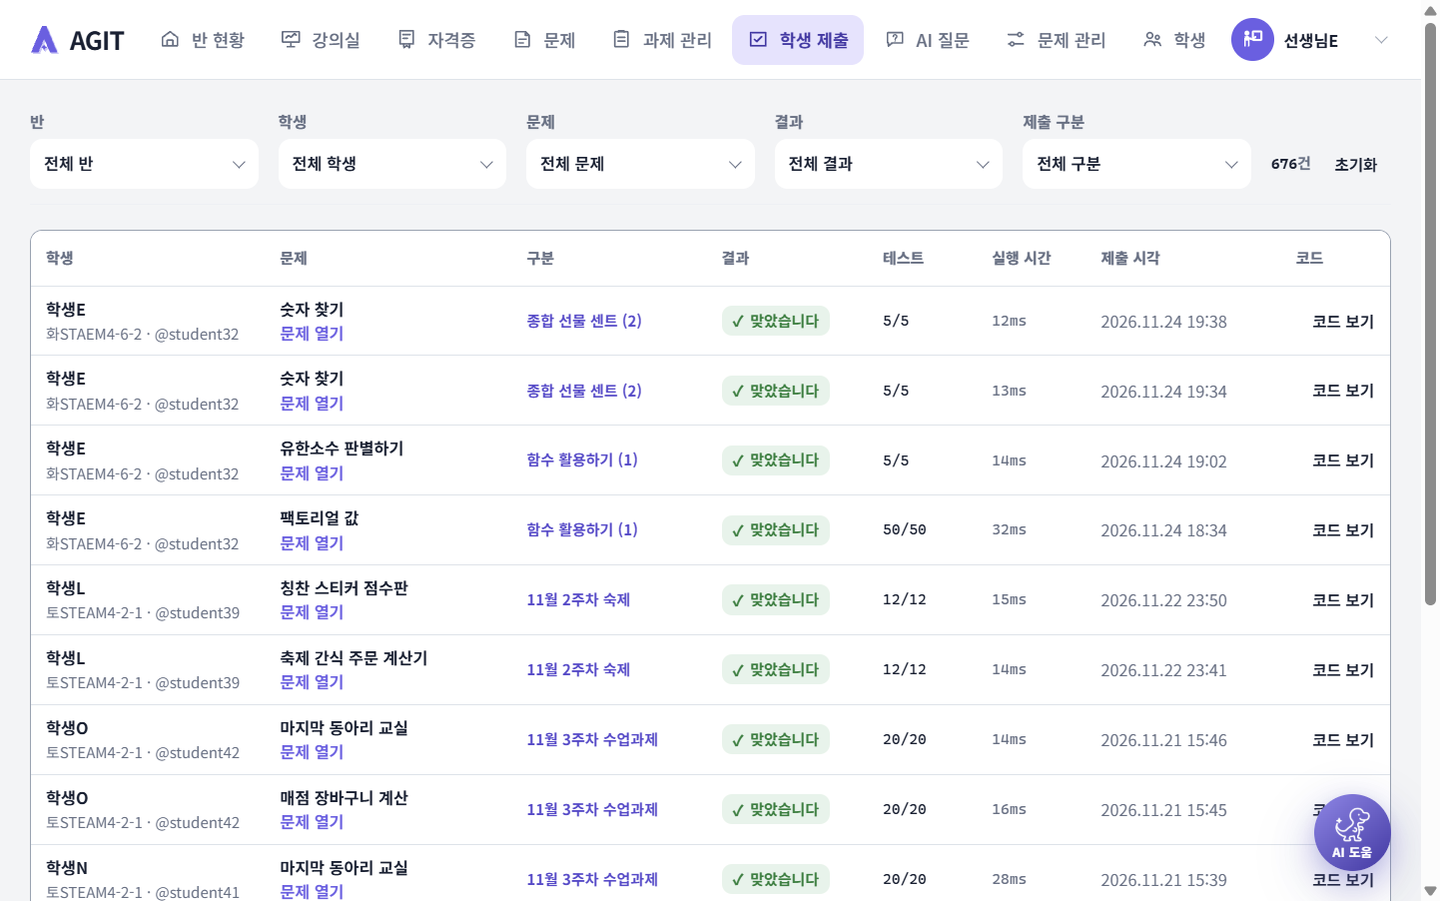 AGIT
반 현황
강의실
자격증
문제
과제 관리
학생 제출
AI 질문
문제 관리
학생
선생님E
반
학생
문제
결과
제출 구분
전체 반
전체 학생
전체 문제
전체 결과
전체 구분
676건
초기화
학생 문제 구분 결과 테스트 실행 시간 제출 시각 코드
학생E 숫자 찾기
화STAEM4-6-2 · @student32 문제 열기 종합 선물 센트 (2) ✓ 맞았습니다 5/5 12ms 2026.11.24 19:38 코드 보기
학생E 숫자 찾기
화STAEM4-6-2 · @student32 문제 열기 종합 선물 센트 (2) ✓ 맞았습니다 5/5 13ms 2026.11.24 19:34 코드 보기
학생E 유한소수 판별하기
화STAEM4-6-2 · @student32 문제 열기 함수 활용하기 (1) ✓ 맞았습니다 5/5 14ms 2026.11.24 19:02 코드 보기
학생E 팩토리얼 값
화STAEM4-6-2 · @student32 문제 열기 함수 활용하기 (1) ✓ 맞았습니다 50/50 32ms 2026.11.24 18:34 코드 보기
학생L 칭찬 스티커 점수판
토STEAM4-2-1 · @student39 문제 열기 11월 2주차 숙제 ✓ 맞았습니다 12/12 15ms 2026.11.22 23:50 코드 보기
학생L 축제 간식 주문 계산기
토STEAM4-2-1 · @student39 문제 열기 11월 2주차 숙제 ✓ 맞았습니다 12/12 14ms 2026.11.22 23:41 코드 보기
학생O 마지막 동아리 교실
토STEAM4-2-1 · @student42 문제 열기 11월 3주차 수업과제 ✓ 맞았습니다 20/20 14ms 2026.11.21 15:46 코드 보기
학생O 매점 장바구니 계산
토STEAM4-2-1 · @student42 문제 열기 11월 3주차 수업과제 ✓ 맞았습니다 20/20 16ms 2026.11.21 15:45
AI 도움
학생N 마지막 동아리 교실
토STEAM4-2-1 · @student41 문제 열기 11월 3주차 수업과제 ✓ 맞았습니다 20/20 28ms 2026.11.21 15:39 코드 보기